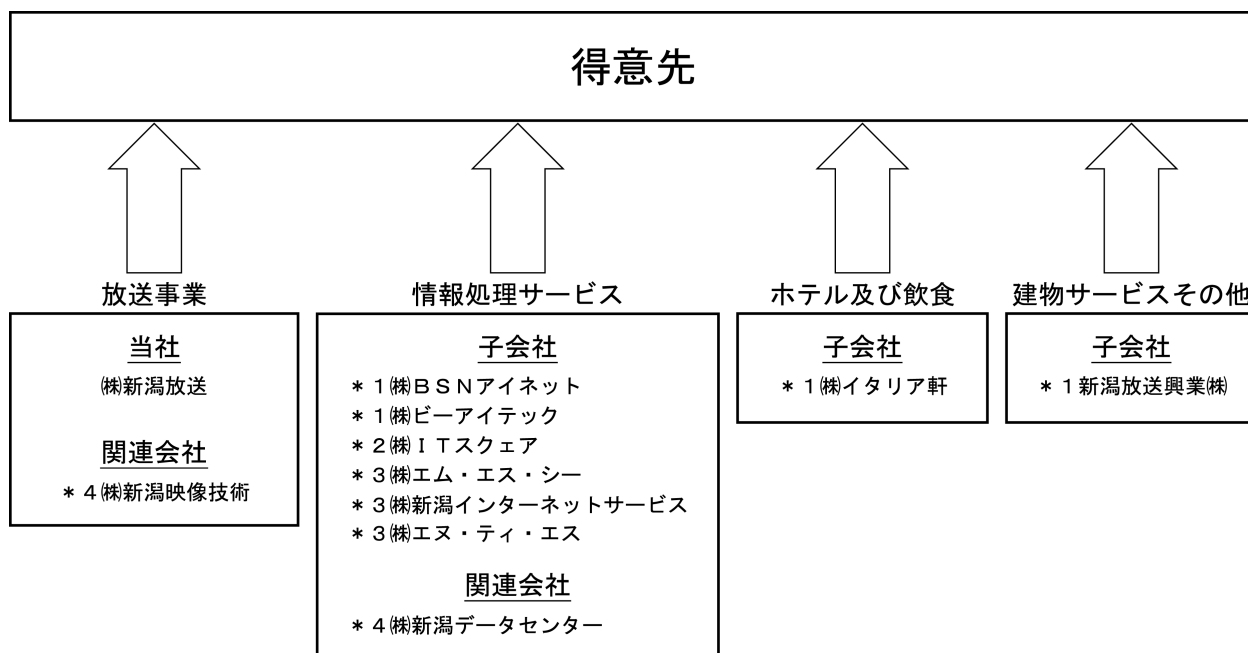 得意先
放送事業
当社
㈱新潟放送
関連会社
＊４㈱新潟映像技術
情報処理サービス
子会社
＊１㈱ＢＳＮアイネット
＊１㈱ビーアイテック
＊２㈱ＩＴスクェア
＊３㈱エム・エス・シー
＊３㈱新潟インターネットサービス
＊３㈱エヌ・ティ・エス
関連会社
＊４㈱新潟データセンター
ホテル及び飲食
子会社
＊１㈱イタリア軒
建物サービスその他
子会社
＊１新潟放送興業㈱